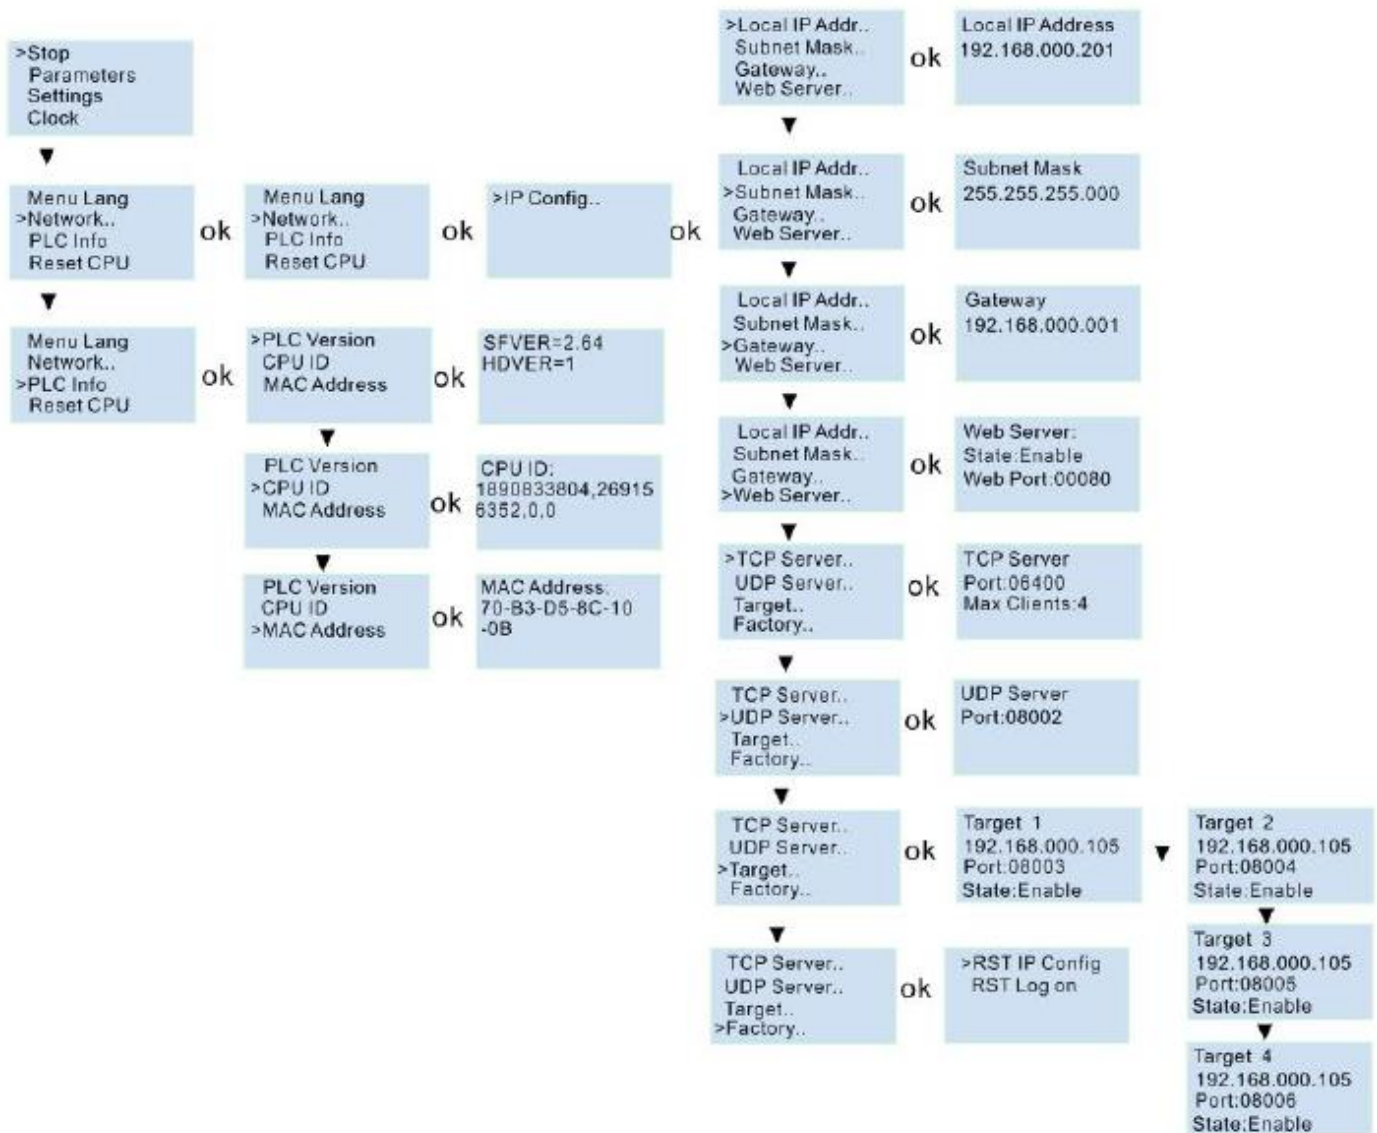 >Stop
Parameters
Settings
Clock
Menu Lang
>Network..
PLC Info
Reset CPU
ok
Menu Lang
>Network..
PLC Info
Reset CPU
ok
>IP Config..
ok
Menu Lang
Network..
>PLC Info
Reset CPU
ok
>PLC Version
CPU ID
MAC Address
ok
SFVER=2.64
HDVER=1
PLC Version
>CPU ID
MAC Address
ok
CPU ID:
1890833804,26915
6352,0,0
PLC Version
CPU ID
>MAC Address
ok
MAC Address:
70-B3-D5-8C-10
-0B
>Local IP Addr..
Subnet Mask..
Gateway..
Web Server..
ok
Local IP Address
192.168.000.201
Local IP Addr..
>Subnet Mask..
Gateway..
Web Server..
ok
Subnet Mask
255.255.255.000
Local IP Addr..
Subnet Mask..
>Gateway..
Web Server..
ok
Gateway
192.168.000.001
Local IP Addr..
Subnet Mask..
Gateway..
>Web Server..
ok
Web Server:
State:Enable
Web Port:00080
>TCP Server..
UDP Server..
Target..
Factory..
ok
TCP Server
Port:06400
Max Clients:4
TCP Server..
>UDP Server..
Target..
Factory..
ok
UDP Server
Port:08002
TCP Server..
UDP Server..
>Target..
Factory..
ok
Target 1
192.168.000.105
Port:08003
State:Enable
Target 2
192.168.000.105
Port:08004
State:Enable
Target 3
192.168.000.105
Port:08005
State:Enable
Target 4
192.168.000.105
Port:08006
State:Enable
TCP Server..
UDP Server..
Target..
>Factory..
ok
>RST IP Config
RST Log on